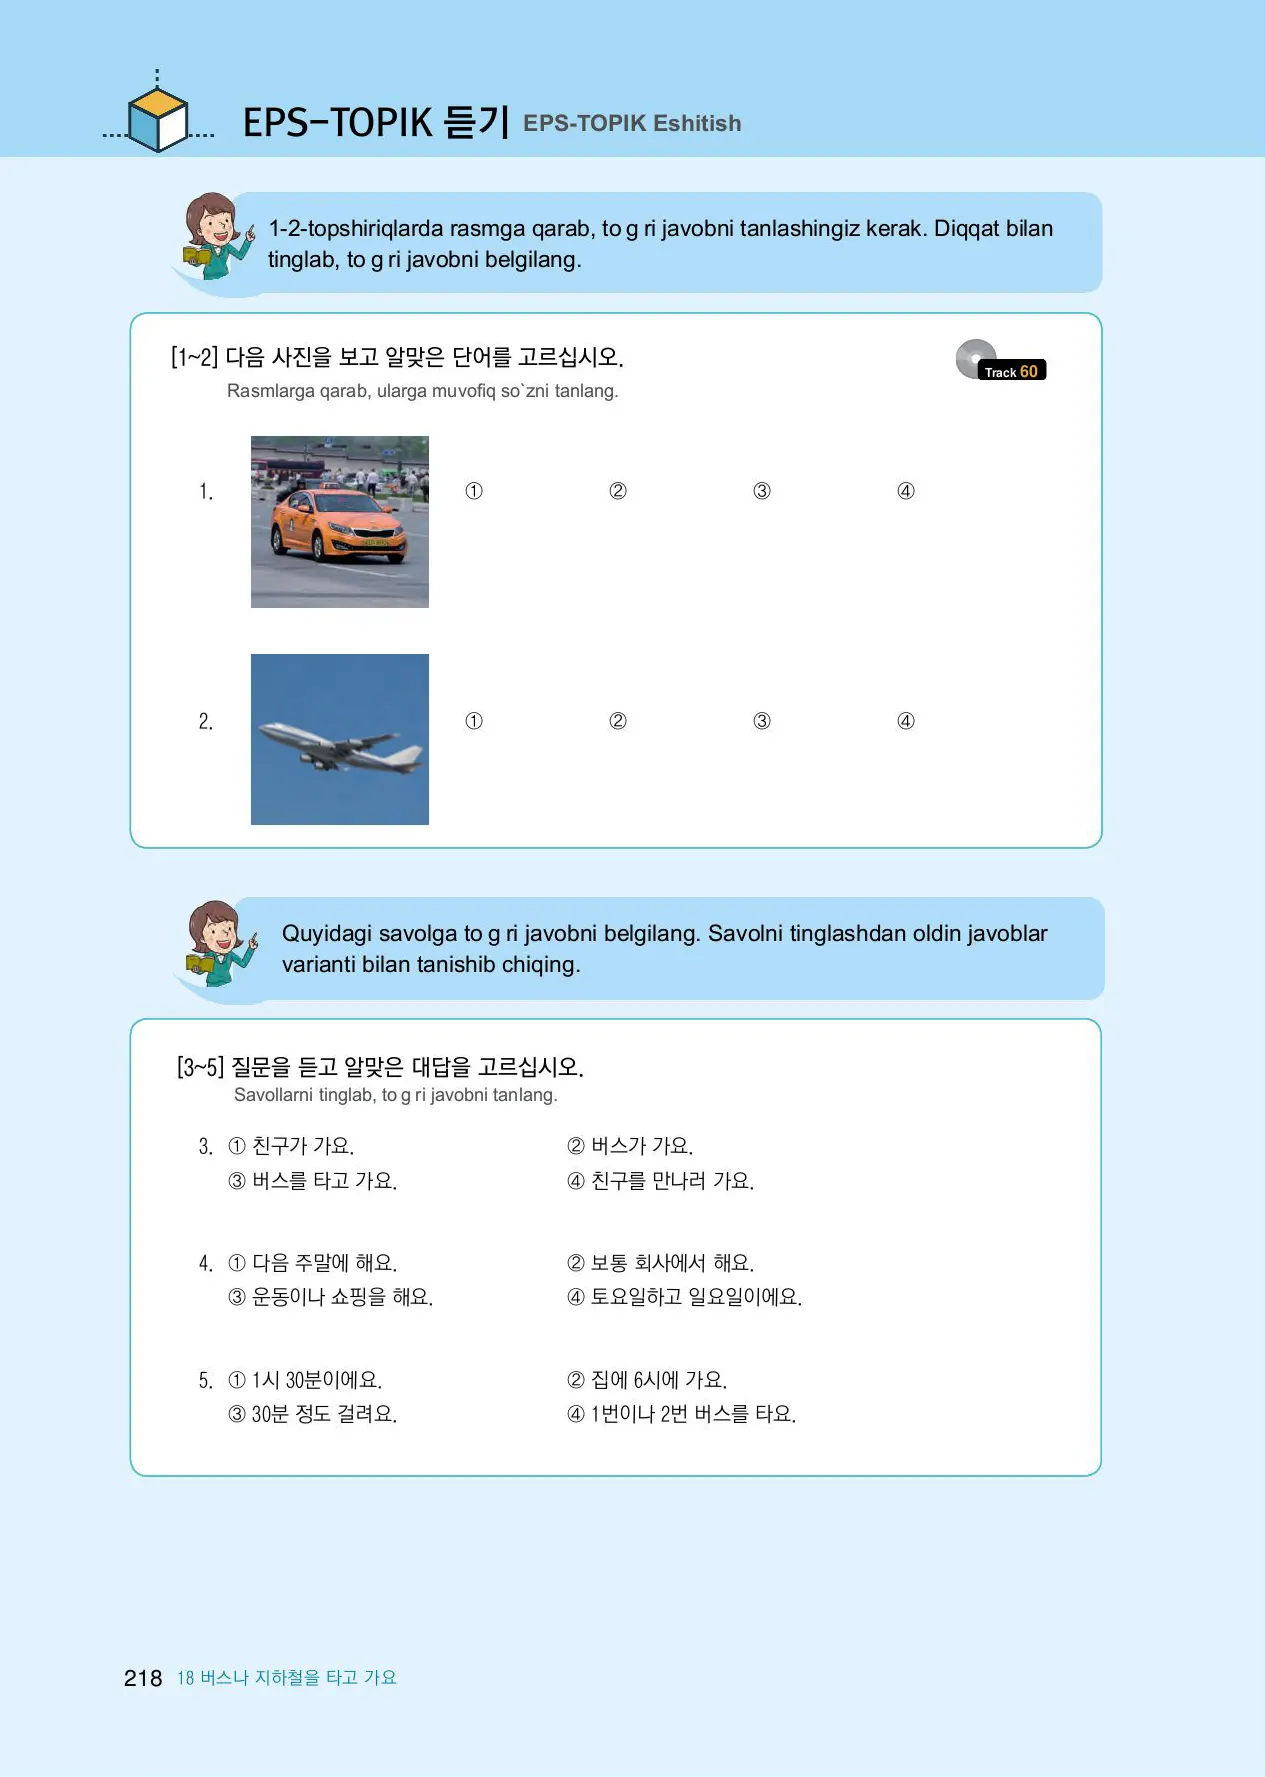 EPS-TOPIK 듣기 EPS-TOPIK Eshitish
1-2-topshiriqlarda rasmga qarab, to g ri javobni tanlashingiz kerak. Diqqat bilan
tinglab, to g ri javobni belgilang.
[1~2] 다음 사진을 보고 알맞은 단어를 고르십시오.
Track 60
Rasmlarga qarab, ularga muvofiq so`zni tanlang.
1. ① ② ③ ④
2. ① ② ③ ④
Quyidagi savolga to g ri javobni belgilang. Savolni tinglashdan oldin javoblar
varianti bilan tanishib chiqing.
[3~5] 질문을 듣고 알맞은 대답을 고르십시오.
Savollarni tinglab, to g ri javobni tanlang.
3. ① 친구가 가요. ② 버스가 가요.
③ 버스를 타고 가요. ④ 친구를 만나러 가요.
4. ① 다음 주말에 해요. ② 보통 회사에서 해요.
③ 운동이나 쇼핑을 해요. ④ 토요일하고 일요일이에요.
5. ① 1시 30분이에요. ② 집에 6시에 가요.
③ 30분 정도 걸려요. ④ 1번이나 2번 버스를 타요.
218 18 버스나 지하철을 타고 가요